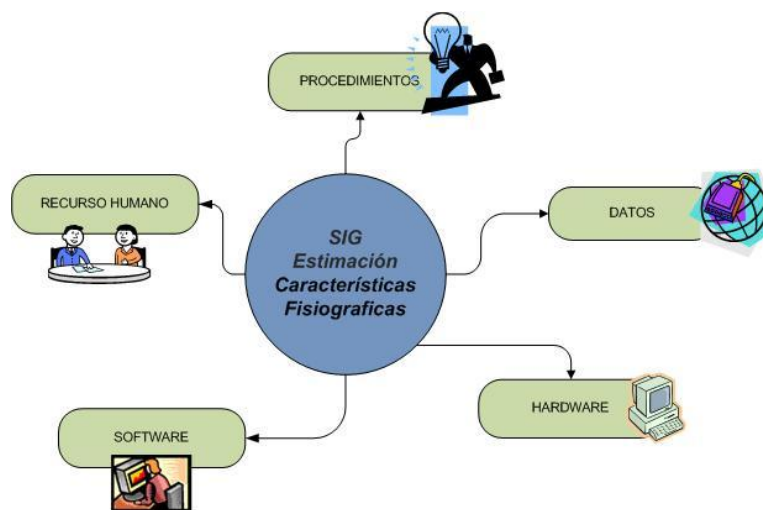 PROCEDIMIENTOS
RECURSO HUMANO
DATOS
SIG
Estimación
Características
Fisiograficas
HARDWARE
SOFTWARE